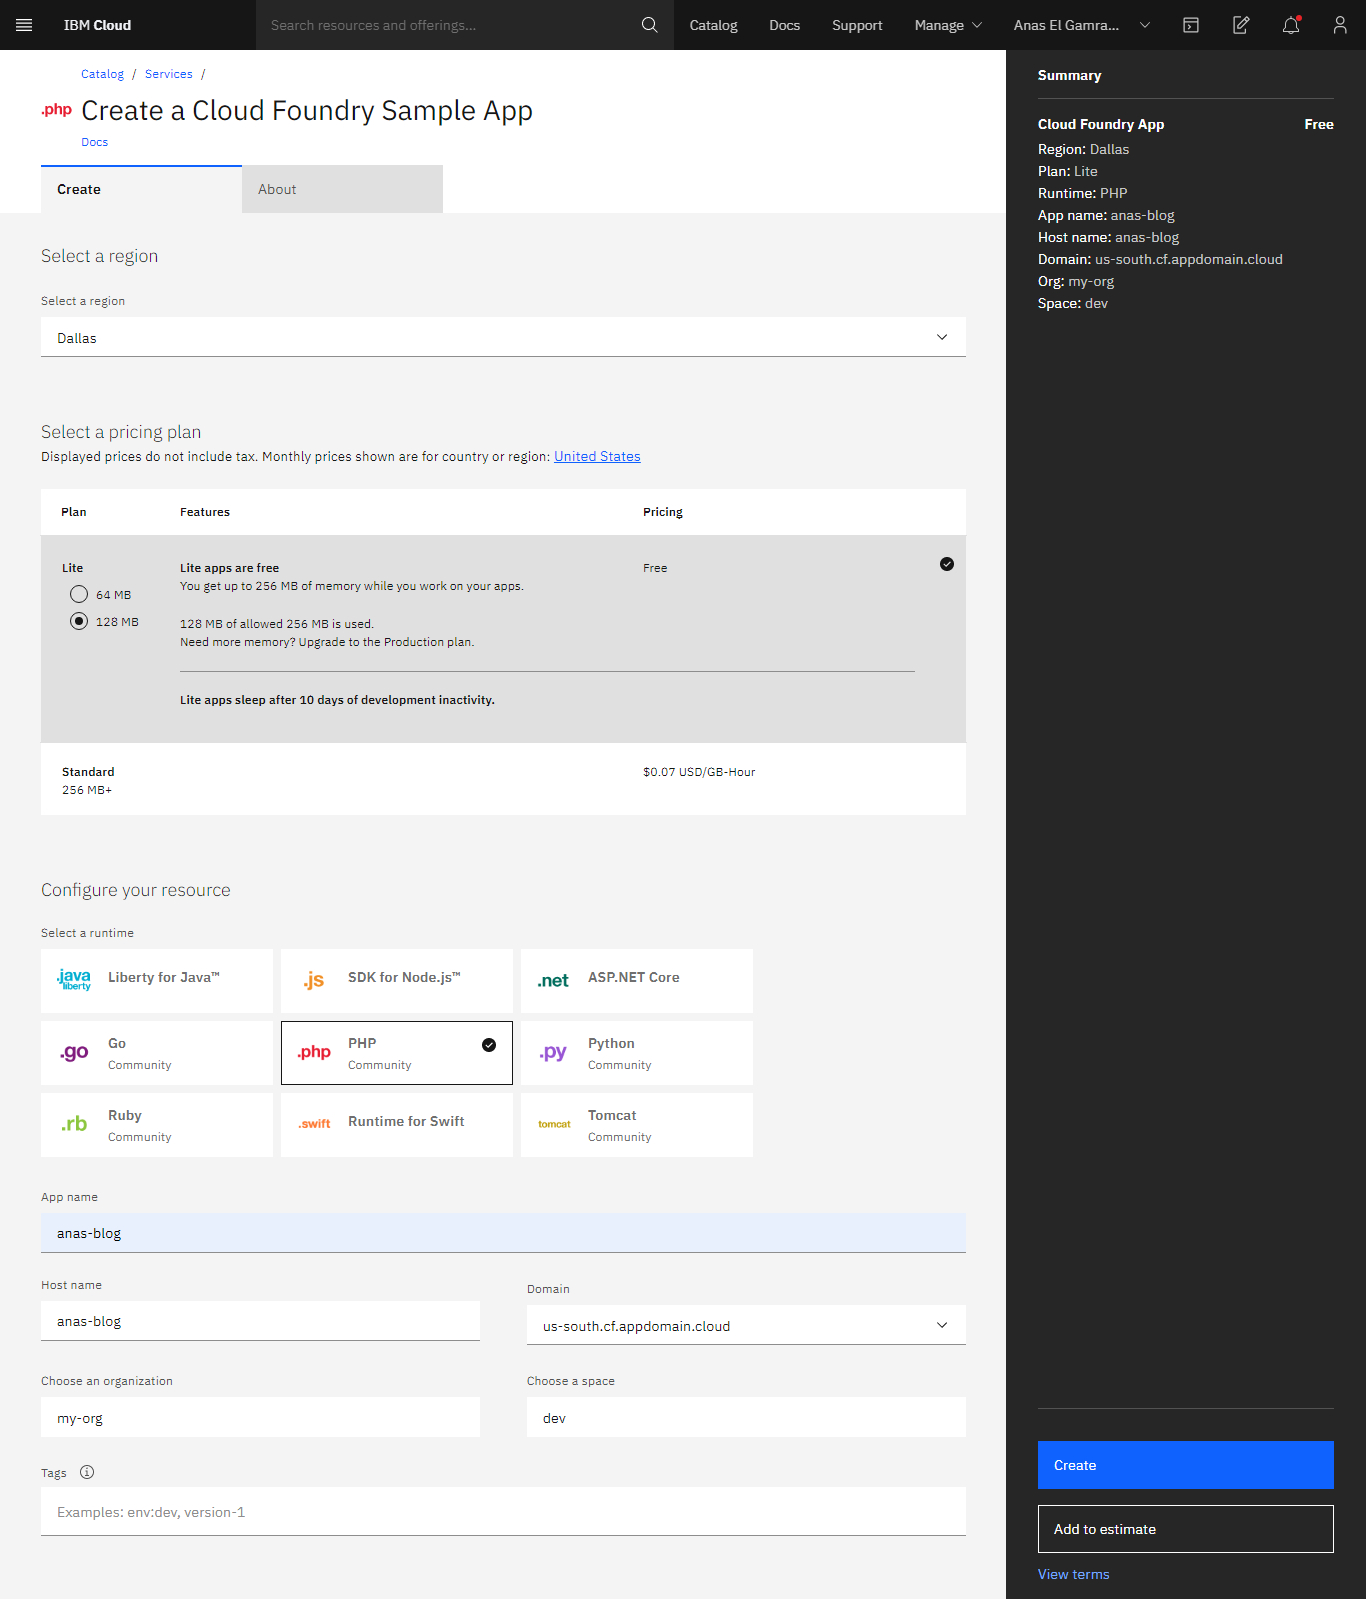 IBM Cloud
Search resources and offerings...
Catalog
Docs
Support
Manage
Anas El Gamra...
Catalog / Services /
.php Create a Cloud Foundry Sample App
Docs
Create
About
Select a region
Select a region
Dallas
Select a pricing plan
Displayed prices do not include tax. Monthly prices shown are for country or region: United States
Plan
Features
Pricing
Lite
64 MB
128 MB
Lite apps are free
You get up to 256 MB of memory while you work on your apps.
128 MB of allowed 256 MB is used.
Need more memory? Upgrade to the Production plan.
Lite apps sleep after 10 days of development inactivity.
Free
Standard
256 MB+
$0.07 USD/GB-Hour
Configure your resource
Select a runtime
java
liberty
Liberty for Java™
.js
SDK for Node.js™
.net
ASP.NET Core
.go
Go
Community
.php
PHP
Community
.py
Python
Community
.rb
Ruby
Community
.swift
Runtime for Swift
tomcat
Tomcat
Community
App name
anas-blog
Host name
anas-blog
Domain
us-south.cf.appdomain.cloud
Choose an organization
my-org
Choose a space
dev
Tags
Examples: env:dev, version-1
Summary
Cloud Foundry App
Free
Region: Dallas
Plan: Lite
Runtime: PHP
App name: anas-blog
Host name: anas-blog
Domain: us-south.cf.appdomain.cloud
Org: my-org
Space: dev
Create
Add to estimate
View terms